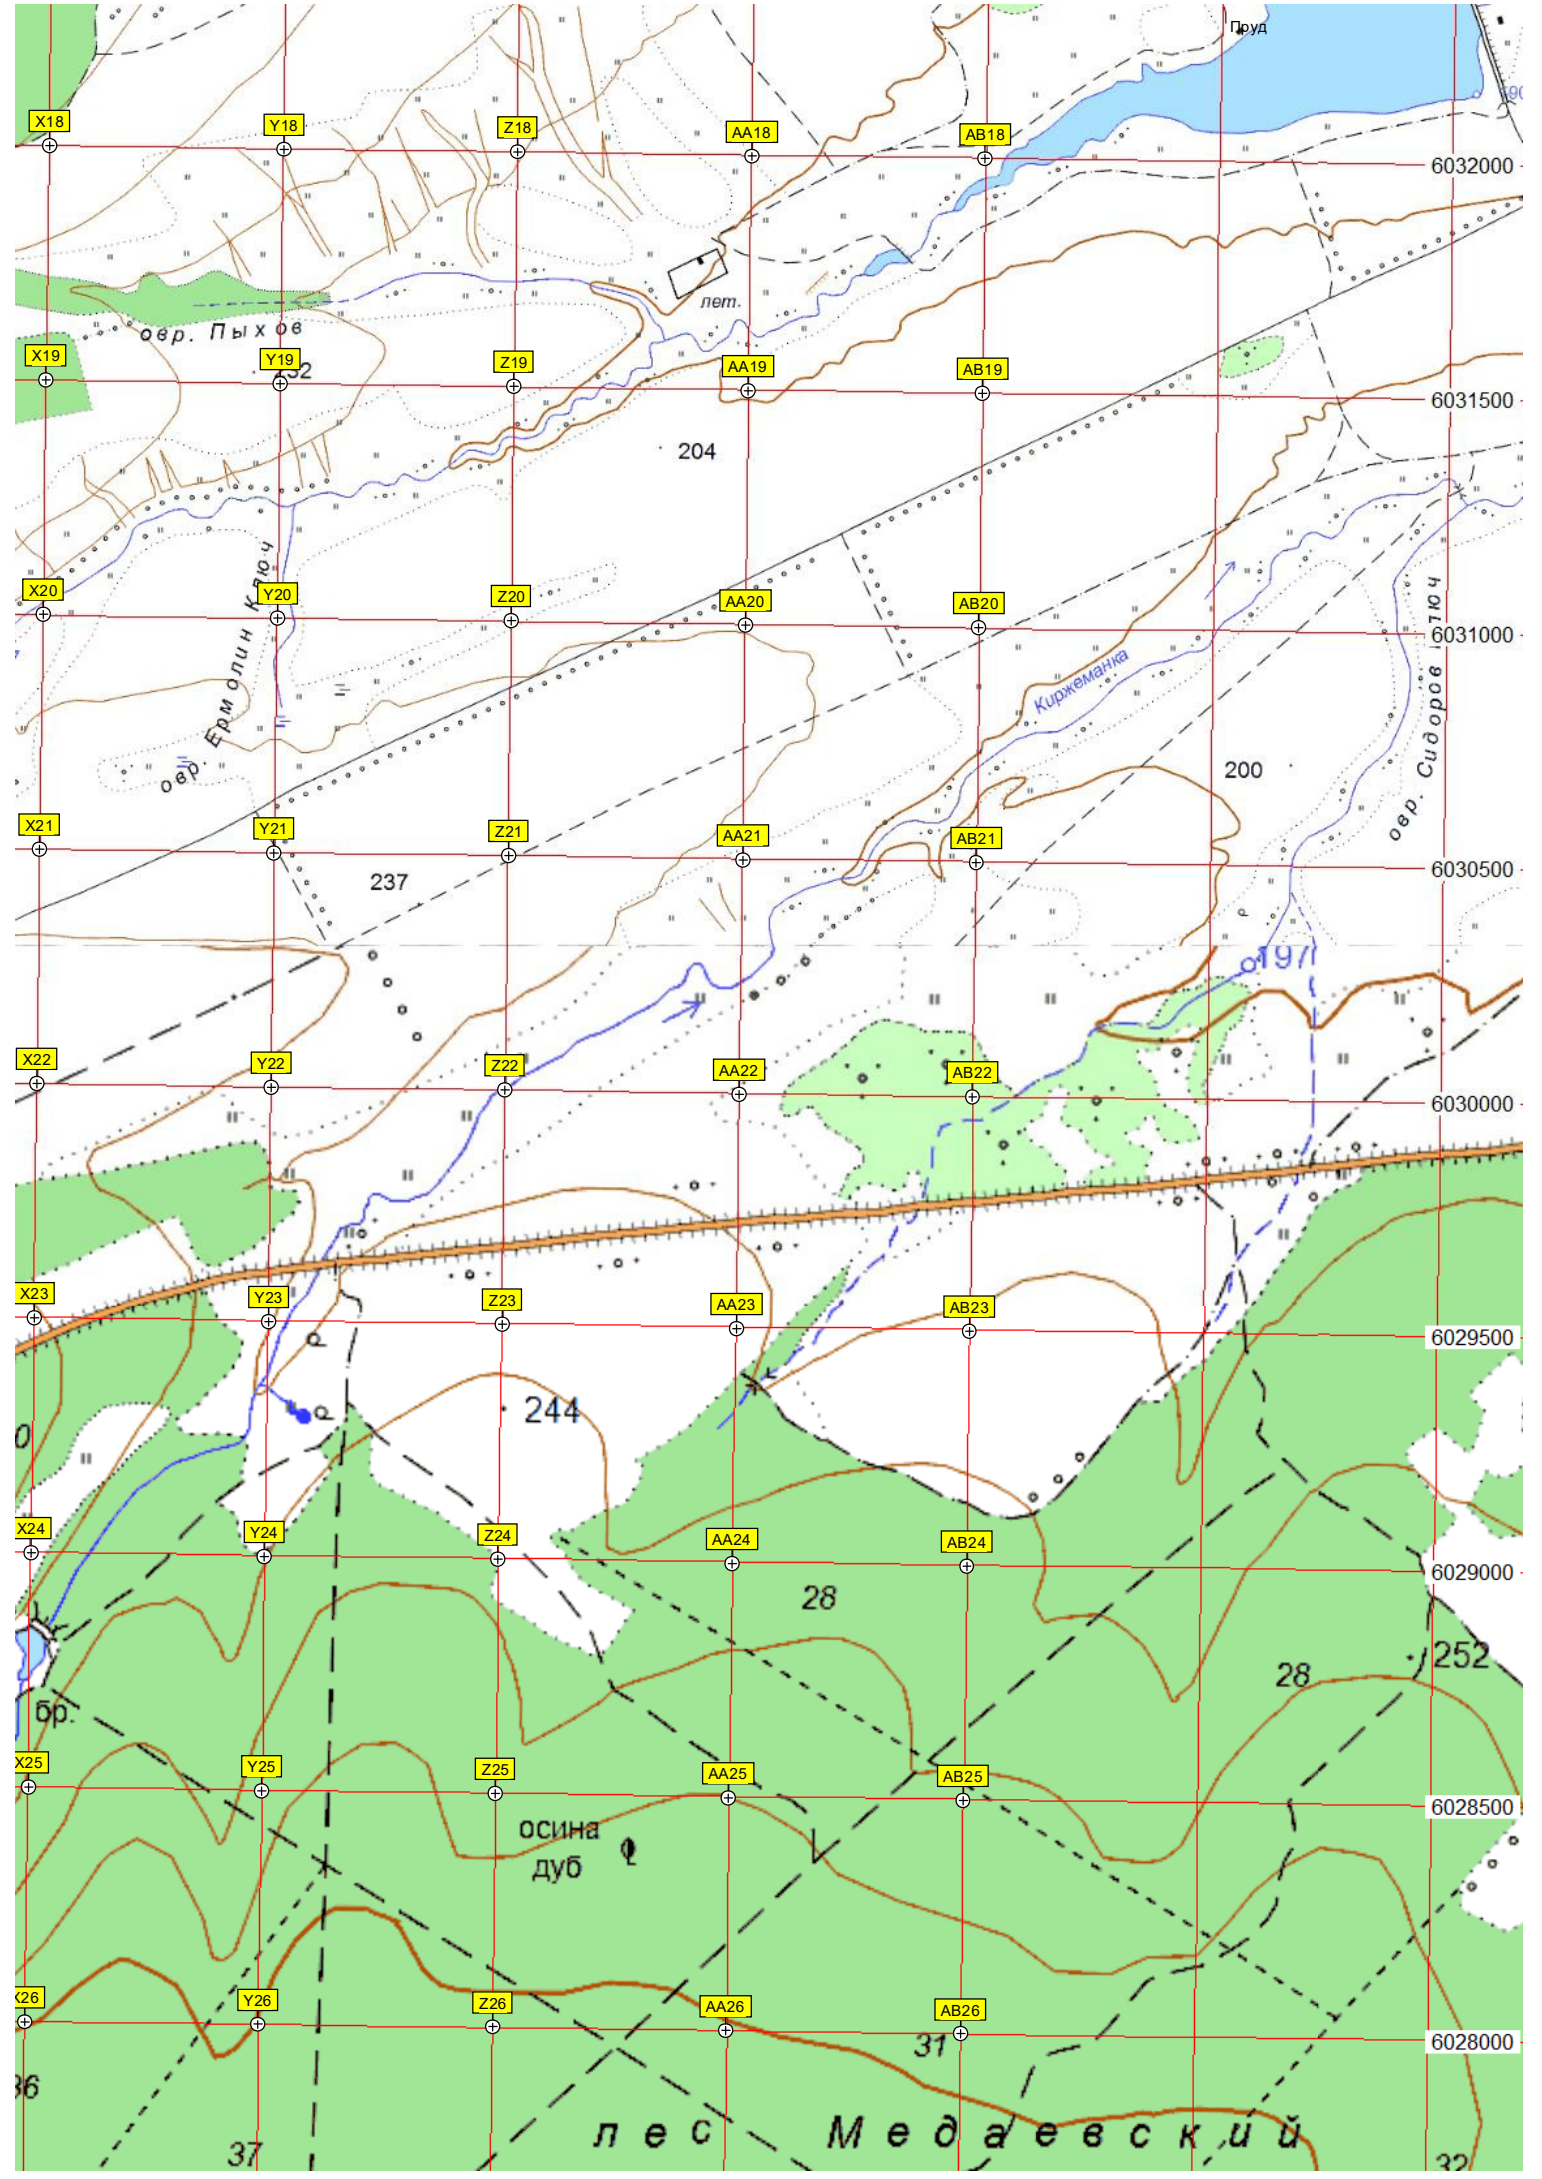 Пруд
X18 Y18 Z18 AA18 AB18
6032000
лет.
овр. Пыхов
X19 Y19 Z19 AA19 AB19
6031500
204
X20 Y20 Z20 AA20 AB20
6031000
овр. Ермолин Ключ
Киржеманка
овр. Сидоров
200
X21 Y21 Z21 AA21 AB21
6030500
237
197
X22 Y22 Z22 AA22 AB22
6030000
X23 Y23 Z23 AA23 AB23
6029500
244
X24 Y24 Z24 AA24 AB24
6029000
28
28
252
бр.
X25 Y25 Z25 AA25 AB25
6028500
осина
дуб
X26 Y26 Z26 AA26 AB26
6028000
31
36
лес Медаевский
37
32